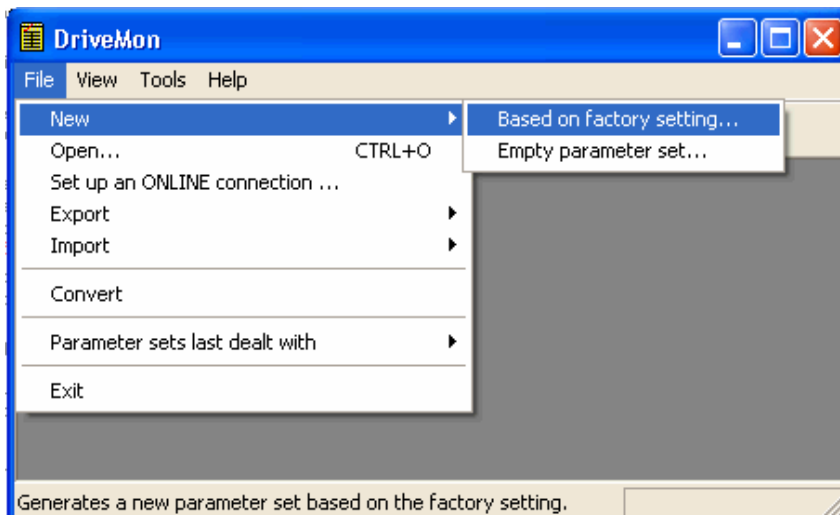 DriveMon
File View Tools Help
New
Based on factory setting...
Open... CTRL+O
Empty parameter set...
Set up an ONLINE connection ...
Export
Import
Convert
Parameter sets last dealt with
Exit
Generates a new parameter set based on the factory setting.